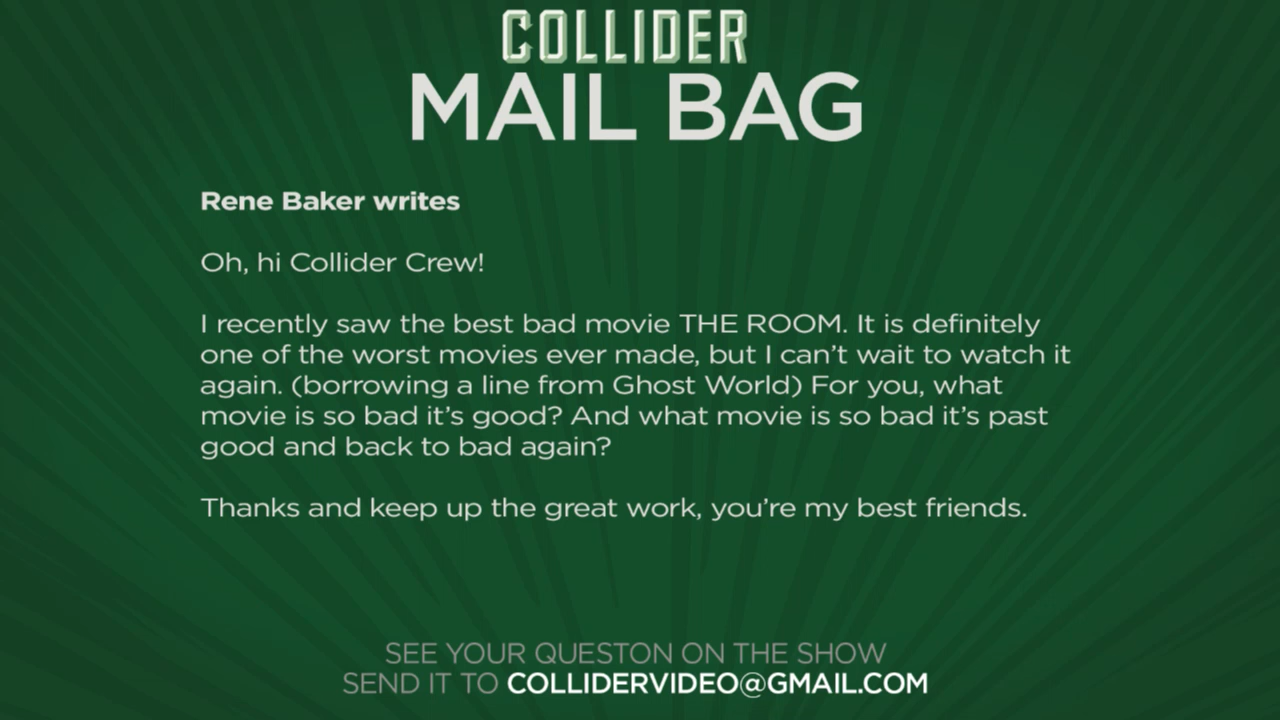 COLLIDER
MAIL BAG
Rene Baker writes
Oh, hi Collider Crew!
I recently saw the best bad movie THE ROOM. It is definitely
one of the worst movies ever made, but I can't wait to watch it
again. (borrowing a line from Ghost World) For you, what
movie is so bad it's good? And what movie is so bad it's past
good and back to bad again?
Thanks and keep up the great work, you're my best friends.
SEE YOUR QUESTON ON THE SHOW
SEND IT TO COLLIDERVIDEO@GMAIL.COM